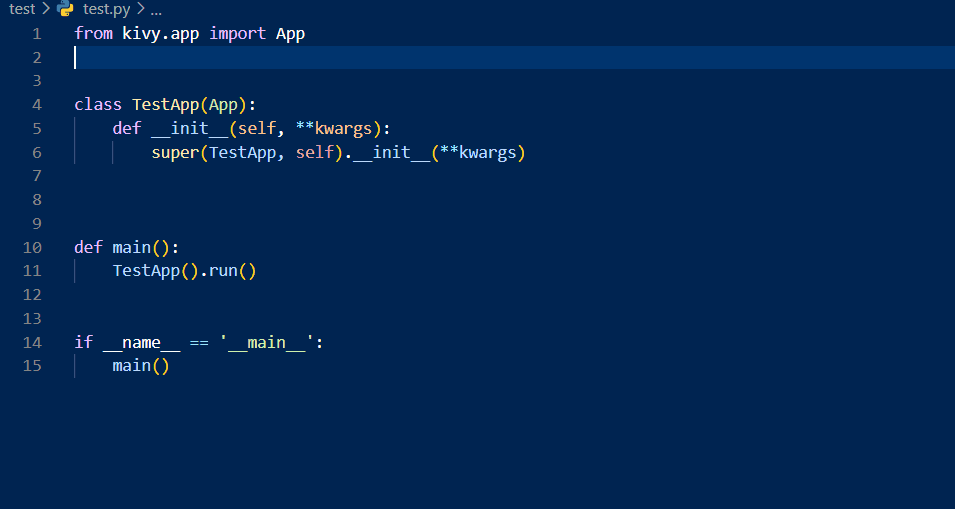 test > test.py > ...
1 from kivy.app import App
2
3
4 class TestApp(App):
5     def __init__(self, **kwargs):
6         super(TestApp, self).__init__(**kwargs)
7
8
9
10 def main():
11     TestApp().run()
12
13
14 if __name__ == '__main__':
15     main()